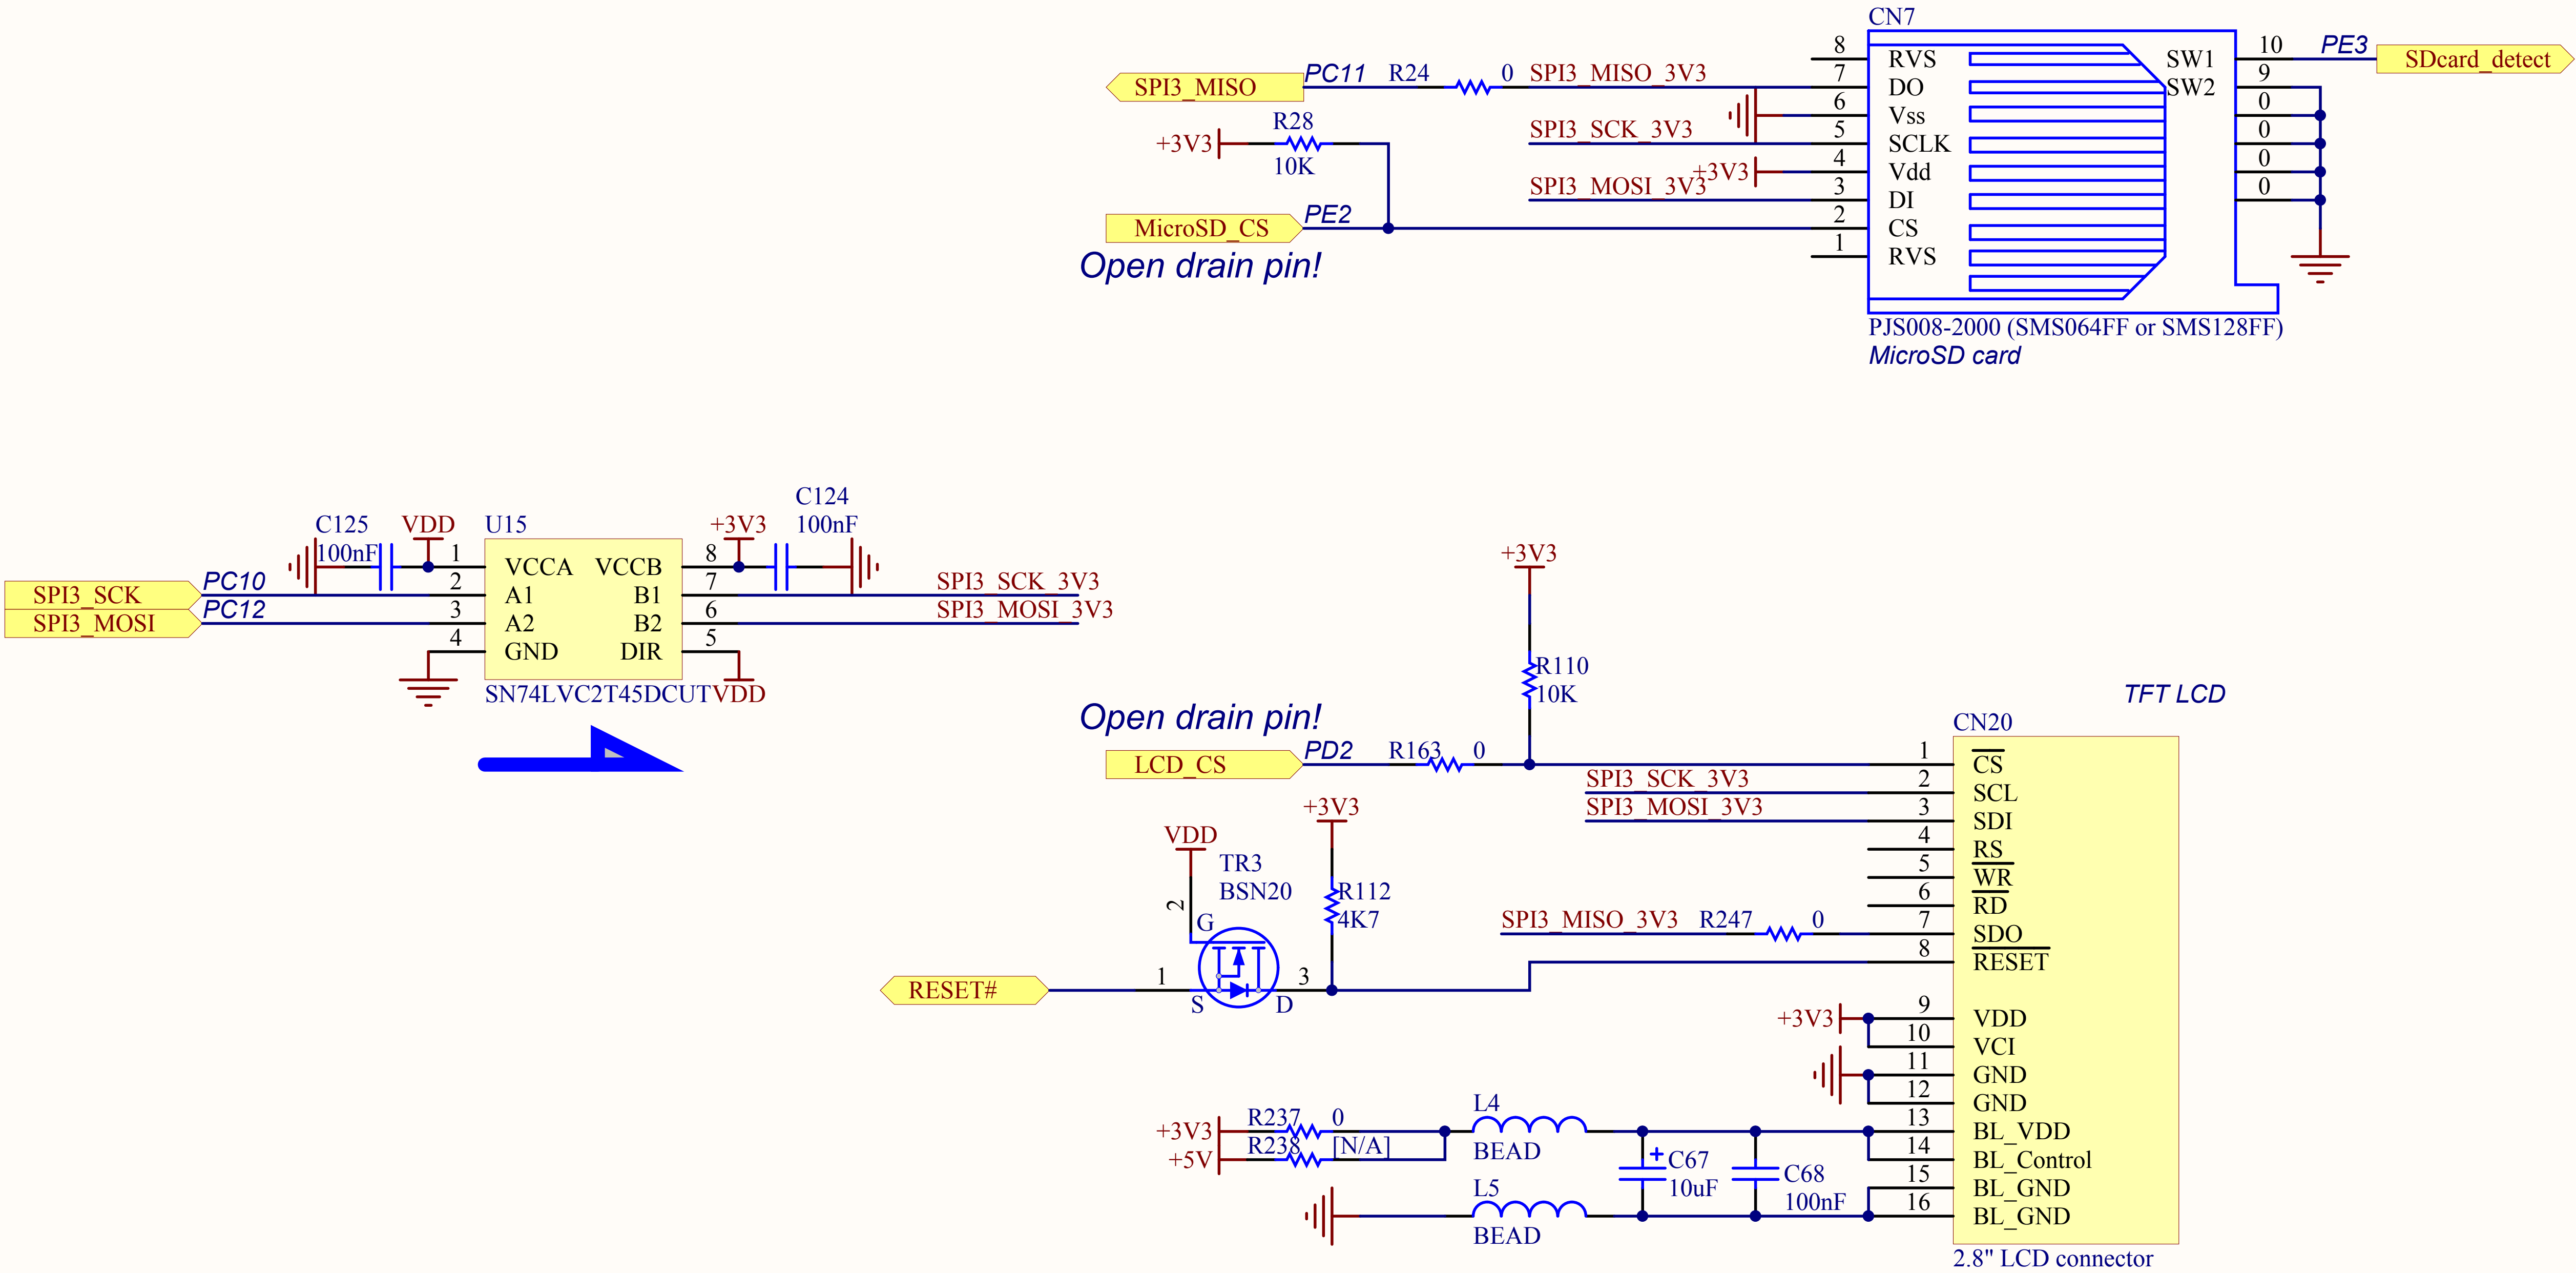 CN7
SPI3_MISO PC11 R24 0 SPI3_MISO_3V3
R28
+3V3
10K
SPI3_SCK_3V3
+3V3
SPI3_MOSI_3V3
MicroSD_CS PE2
Open drain pin!
8 RVS
7 DO
6 Vss
5 SCLK
4 Vdd
3 DI
2 CS
1 RVS
SW1 10 PE3 SDcard_detect
SW2 9
0
0
0
0
PJS008-2000 (SMS064FF or SMS128FF)
MicroSD card
C125 VDD U15
100nF
+3V3
C124
100nF
SPI3_SCK PC10
SPI3_MOSI PC12
1 VCCA VCCB 8
2 A1 B1 7 SPI3_SCK_3V3
3 A2 B2 6 SPI3_MOSI_3V3
4 GND DIR 5
SN74LVC2T45DCUT VDD
+3V3
R110
10K
Open drain pin!
LCD_CS PD2 R163 0
SPI3_SCK_3V3
SPI3_MOSI_3V3
+3V3
VDD
TR3
BSN20
R112
4K7
2
G
SPI3_MISO_3V3 R247 0
RESET# 1 3
S D
TFT LCD
CN20
1 CS
2 SCL
3 SDI
4 RS
5 WR
6 RD
7 SDO
8 RESET
+3V3
9 VDD
10 VCI
11 GND
12 GND
13 BL_VDD
14 BL_Control
15 BL_GND
16 BL_GND
+3V3 R237 0
+5V R238 [N/A]
L4
BEAD
C67
10uF
C68
100nF
L5
BEAD
2.8" LCD connector